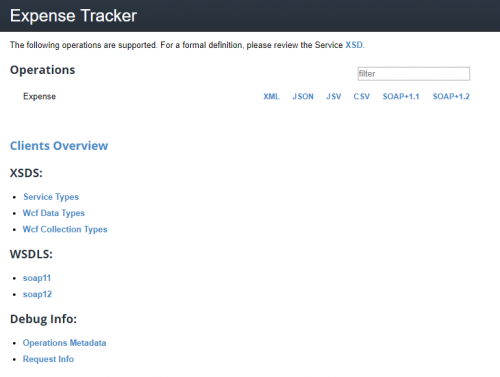 Expense Tracker
The following operations are supported. For a formal definition, please review the Service XSD.
Operations
filter
Expense XML JSON JSV CSV SOAP+1.1 SOAP+1.2
Clients Overview
XSDS:
Service Types
Wcf Data Types
Wcf Collection Types
WSDLS:
soap11
soap12
Debug Info:
Operations Metadata
Request Info